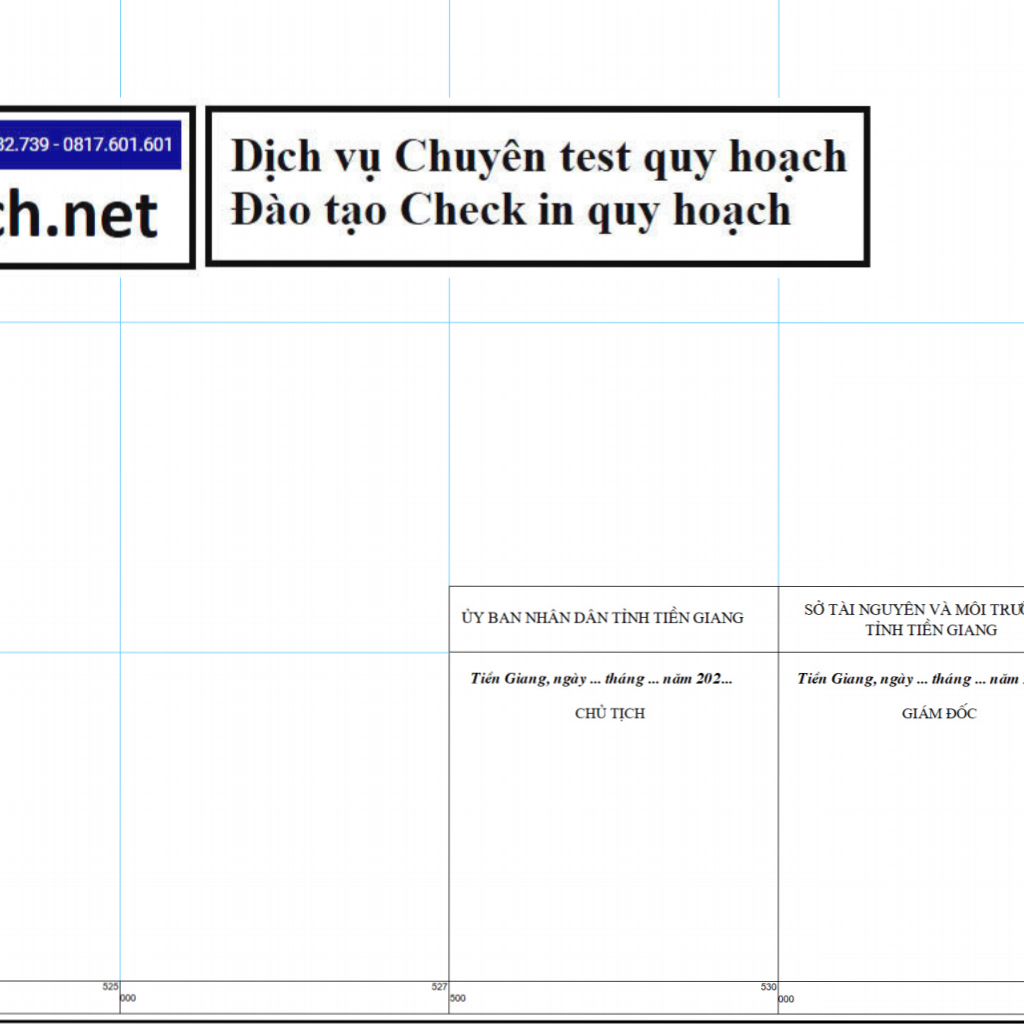 32.739 - 0817.601.601
ch.net
Dịch vụ Chuyên test quy hoạch
Đào tạo Check in quy hoạch
ỦY BAN NHÂN DÂN TỈNH TIỀN GIANG
Tiền Giang, ngày ... tháng ... năm 202...
CHỦ TỊCH
SỞ TÀI NGUYÊN VÀ MÔI
TỈNH TIỀN GIANG
Tiền Giang, ngày ... tháng ... năm
GIÁM ĐỐC
525
000
527
500
530
000